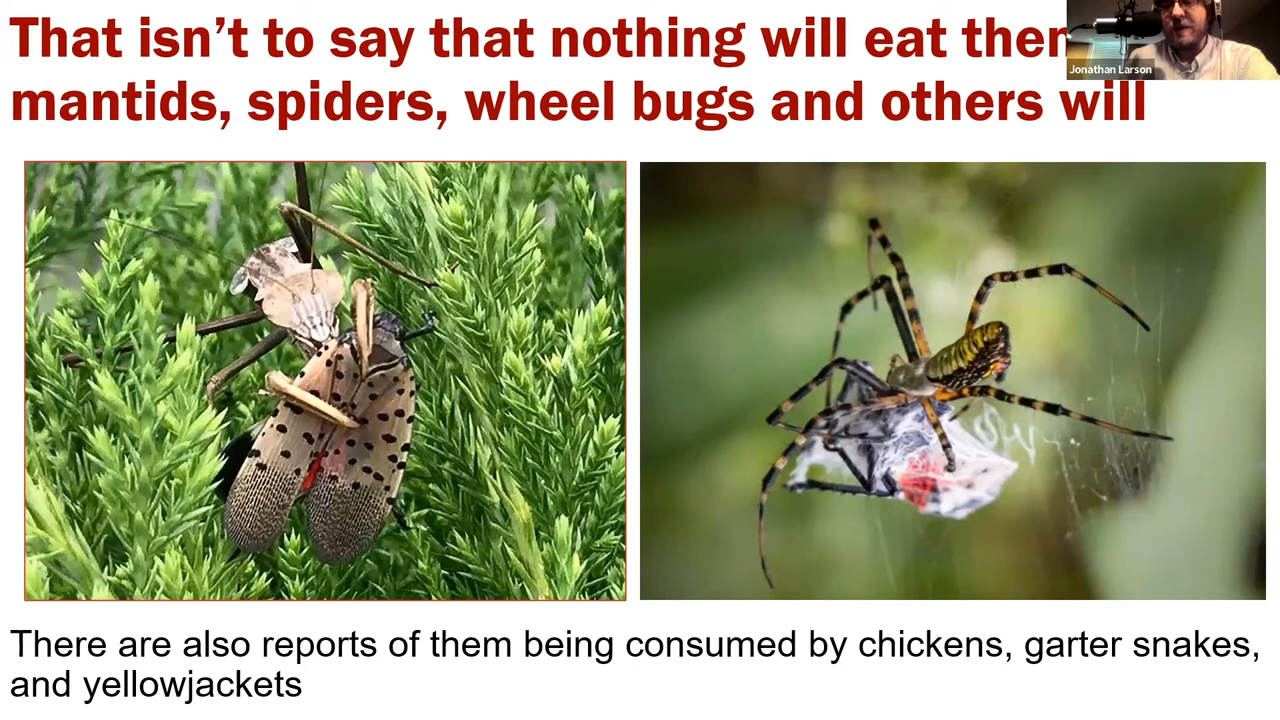 That isn't to say that nothing will eat
mantids, spiders, wheel bugs and others will
Jonathan Larson
There are also reports of them being consumed by chickens, garter snakes,
and yellowjackets